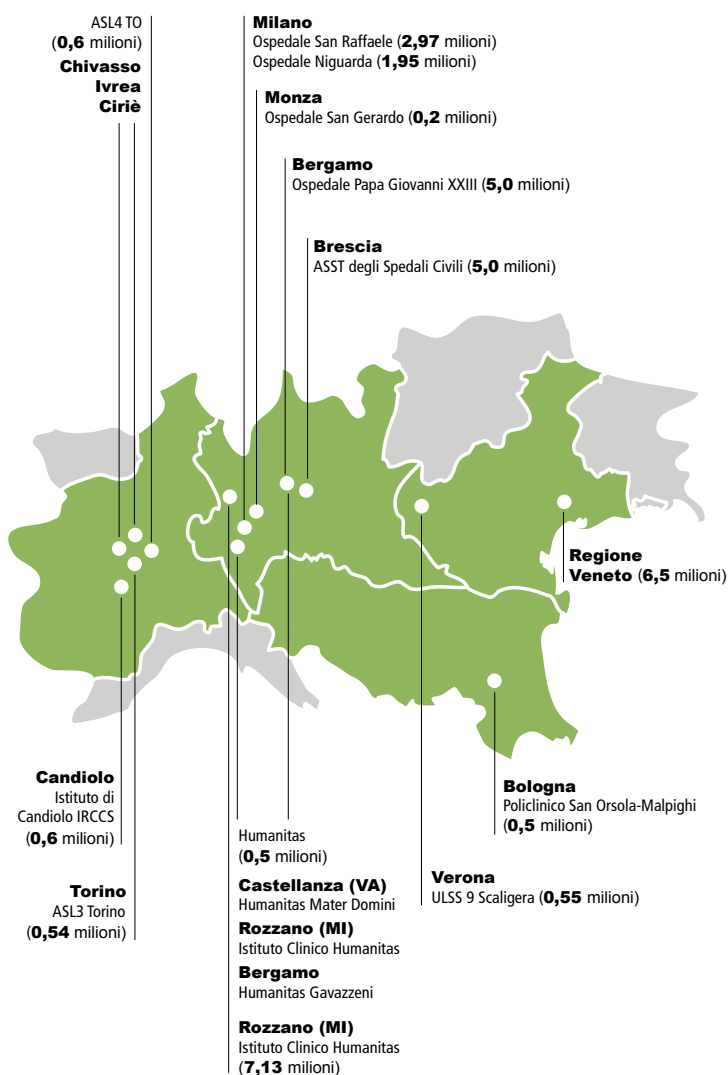 ASL4 TO
(0,6 milioni)
Chivasso
Ivrea
Ciriè
Milano
Ospedale San Raffaele (2,97 milioni)
Ospedale Niguarda (1,95 milioni)
Monza
Ospedale San Gerardo (0,2 milioni)
Bergamo
Ospedale Papa Giovanni XXIII (5,0 milioni)
Brescia
ASST degli Spedali Civili (5,0 milioni)
Regione
Veneto (6,5 milioni)
Candiolo
Istituto di
Candiolo IRCCS
(0,6 milioni)
Torino
ASL3 Torino
(0,54 milioni)
Humanitas
(0,5 milioni)
Castellanza (VA)
Humanitas Mater Domini
Rozzano (MI)
Istituto Clinico Humanitas
Bergamo
Humanitas Gavazzeni
Rozzano (MI)
Istituto Clinico Humanitas
(7,13 milioni)
Verona
ULSS 9 Scaligera (0,55 milioni)
Bologna
Policlinico San Orsola-Malpighi
(0,5 milioni)